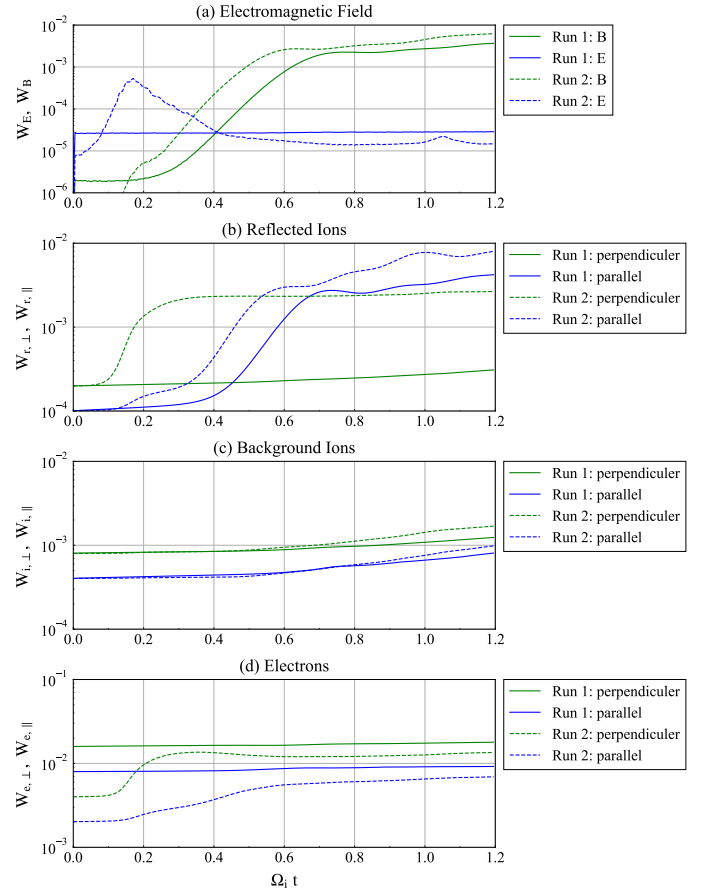 (a) Electromagnetic Field
10⁻²
10⁻³
10⁻⁴
10⁻⁵
10⁻⁶
W_E, W_B
0.0 0.2 0.4 0.6 0.8 1.0 1.2
Run 1: B
Run 1: E
Run 2: B
Run 2: E
(b) Reflected Ions
10⁻²
10⁻³
10⁻⁴
W_{r,⊥}, W_{r,∥}
0.0 0.2 0.4 0.6 0.8 1.0 1.2
Run 1: perpendiculer
Run 1: parallel
Run 2: perpendiculer
Run 2: parallel
(c) Background Ions
10⁻²
10⁻³
10⁻⁴
W_{i,⊥}, W_{i,∥}
0.0 0.2 0.4 0.6 0.8 1.0 1.2
Run 1: perpendiculer
Run 1: parallel
Run 2: perpendiculer
Run 2: parallel
(d) Electrons
10⁻¹
10⁻²
10⁻³
W_{e,⊥}, W_{e,∥}
0.0 0.2 0.4 0.6 0.8 1.0 1.2
Ω_i t
Run 1: perpendiculer
Run 1: parallel
Run 2: perpendiculer
Run 2: parallel